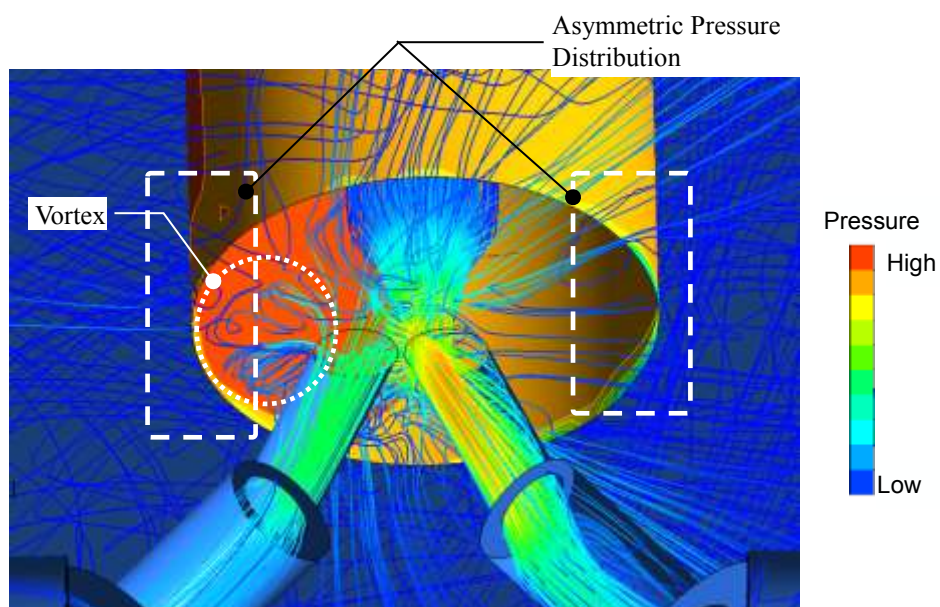 Asymmetric Pressure
Distribution
Vortex
Pressure
High
Low